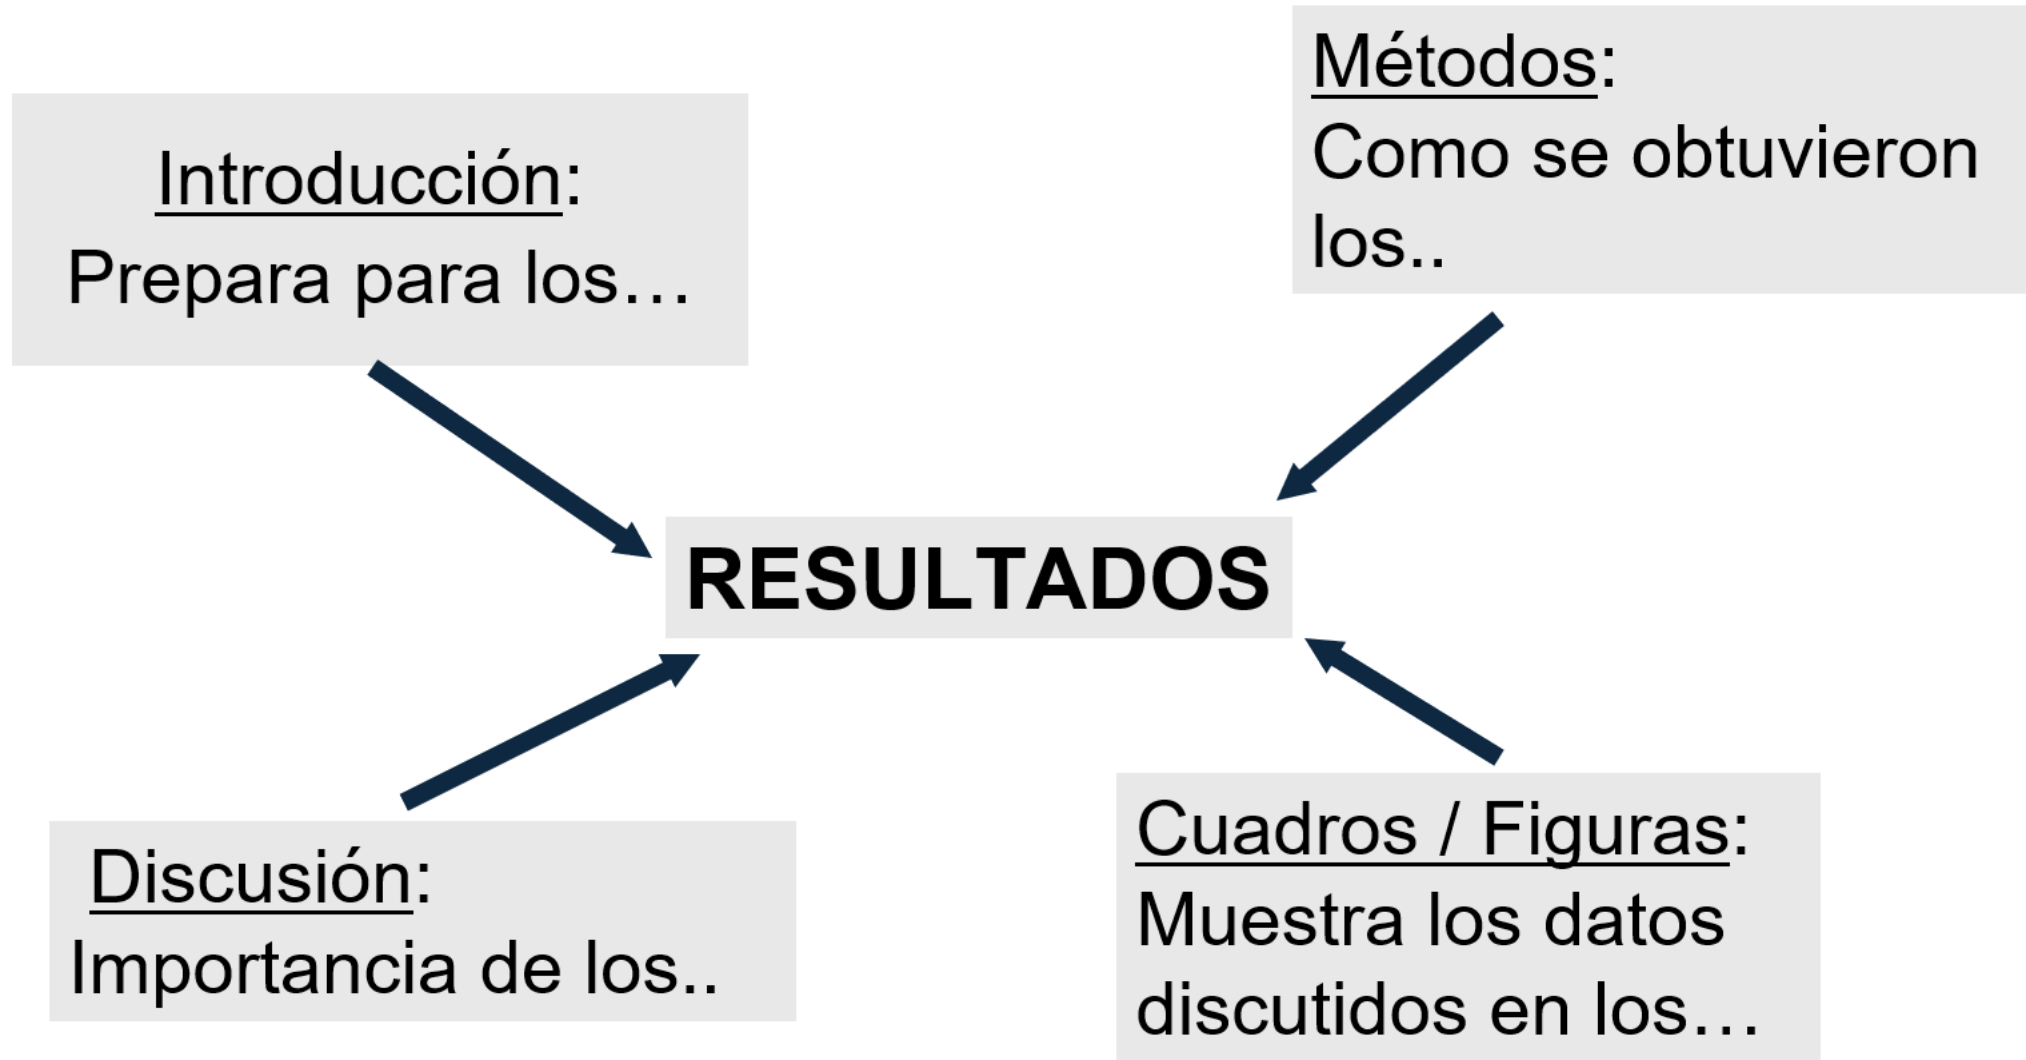 Introducción:
Prepara para los…
Métodos:
Como se obtuvieron
los..
RESULTADOS
Discusión:
Importancia de los..
Cuadros / Figuras:
Muestra los datos
discutidos en los…